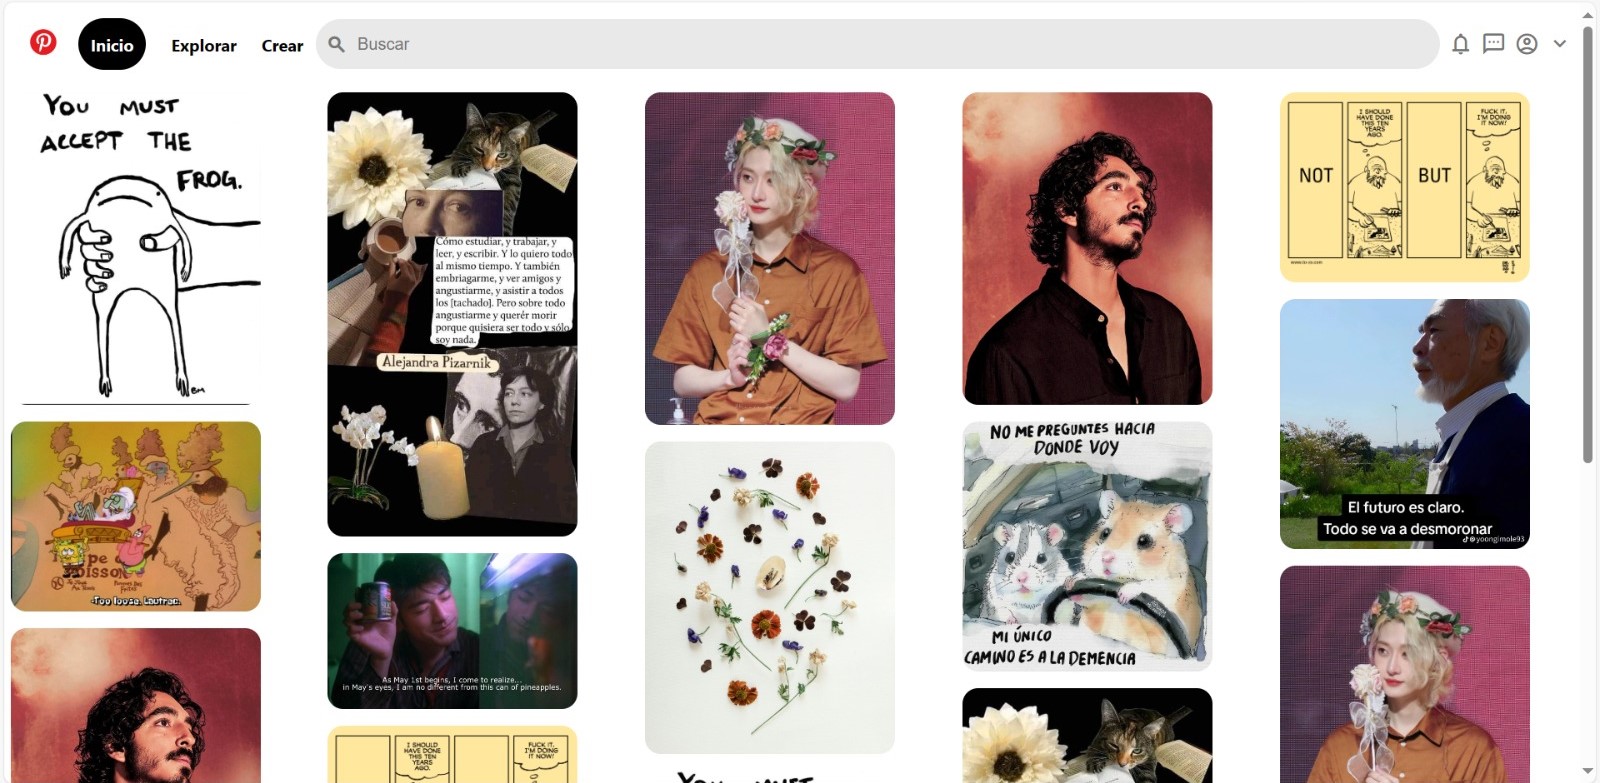 Inicio
Explorar
Crear
Buscar
YOU MUST
ACCEPT THE
FROG.
EM
-Too loose. Lautrec.
Cómo estudiar, y trabajar, y
leer, y escribir. Y lo quiero todo
al mismo tiempo. Y también
embriagarme, y ver amigos y
angustiarme, y asistir a todos
los [tachado]. Pero sobre todo
angustiarme y querér morir
porque quisiera ser todo y sólo
soy nada.
Alejandra Pizarnik
As May 1st begins, I come to realize...
in May's eyes, I am no different from this can of pineapples.
I SHOULD
HAVE DONE
THIS TEN
YEARS
AGO.
FUCK IT.
I'M DOING
IT NOW!
YOU MUST
NO ME PREGUNTES HACIA
DONDE VOY
MI ÚNICO
CAMINO ES A LA DEMENCIA
NOT
I SHOULD
HAVE DONE
THIS TEN
YEARS
AGO.
BUT
FUCK IT.
I'M DOING
IT NOW!
El futuro es claro.
Todo se va a desmoronar
@yoongimole93